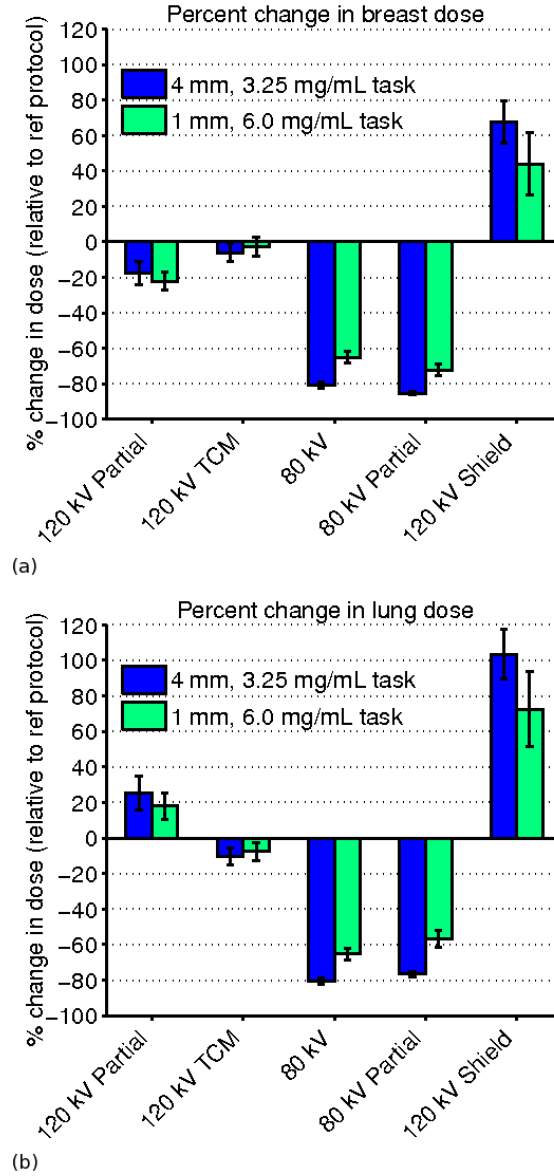 Percent change in breast dose
% change in dose (relative to ref protocol)
120
100
80
60
40
20
0
−20
−40
−60
−80
−100
4 mm, 3.25 mg/mL task
1 mm, 6.0 mg/mL task
120 kV Partial
120 kV TCM
80 kV
80 kV Partial
120 kV Shield
(a)
Percent change in lung dose
% change in dose (relative to ref protocol)
120
100
80
60
40
20
0
−20
−40
−60
−80
−100
4 mm, 3.25 mg/mL task
1 mm, 6.0 mg/mL task
120 kV Partial
120 kV TCM
80 kV
80 kV Partial
120 kV Shield
(b)